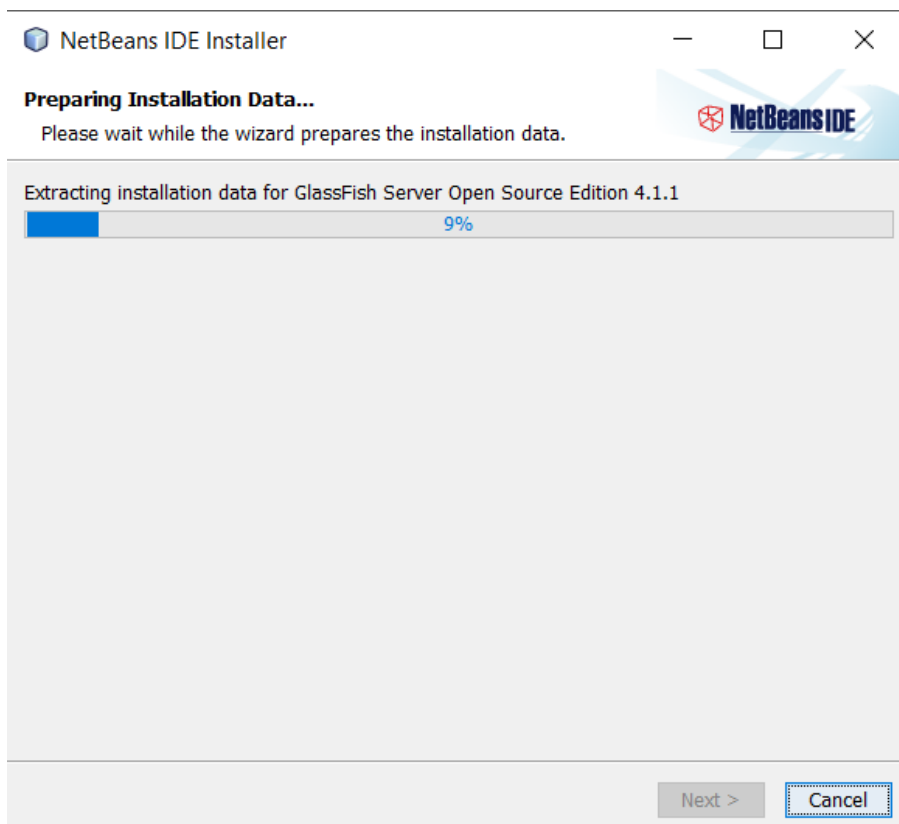 NetBeans IDE Installer
Preparing Installation Data...
Please wait while the wizard prepares the installation data.
NetBeans IDE
Extracting installation data for GlassFish Server Open Source Edition 4.1.1
9%
Next >
Cancel